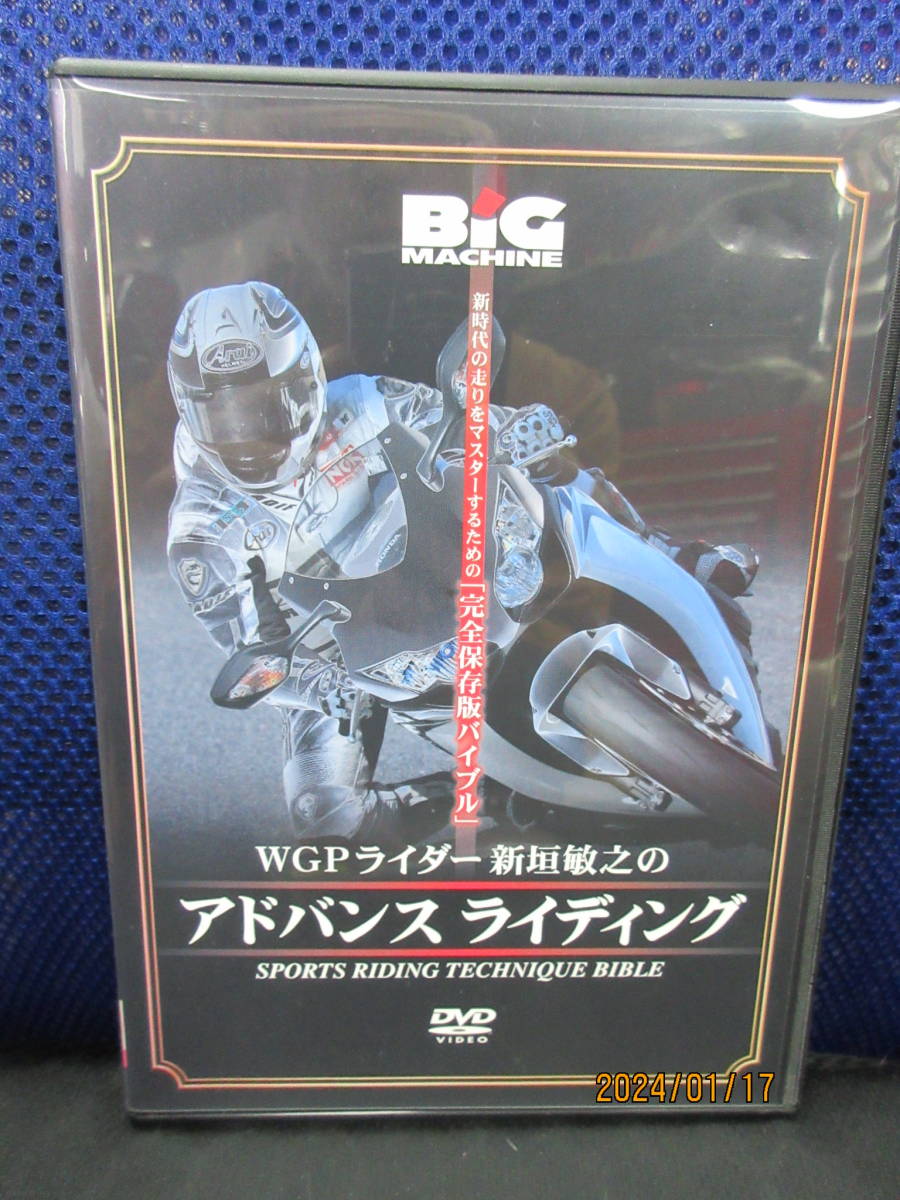 BiG
MACHINE
新時代の走りをマスターするための「完全保存版バイブル」
Arai
HONDA
Arai
WGPライダー 新垣敏之の
アドバンス ライディング
SPORTS RIDING TECHNIQUE BIBLE
DVD
VIDEO
2024/01/17